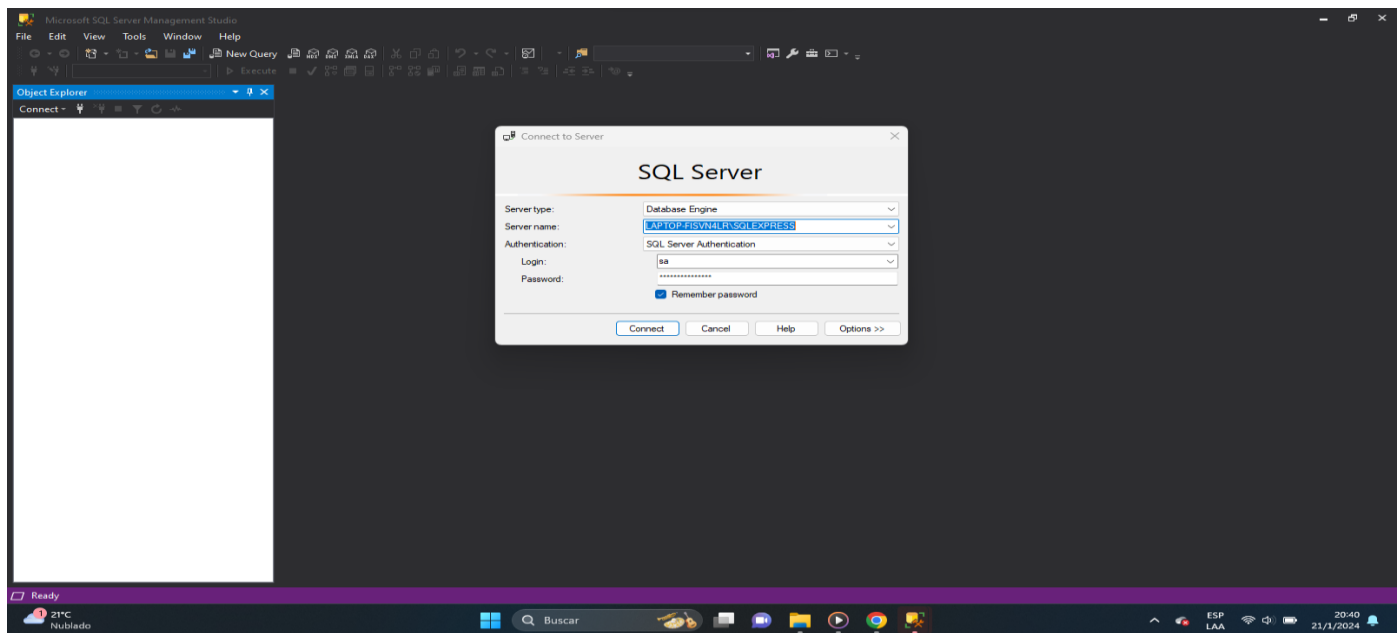 Microsoft SQL Server Management Studio
File Edit View Tools Window Help
New Query
Execute
Object Explorer
Connect
Connect to Server
SQL Server
Server type: Database Engine
Server name: LAPTOP-FISVN4LR\SQLEXPRESS
Authentication: SQL Server Authentication
Login: sa
Password: ***************
Remember password
Connect Cancel Help Options >>
Ready
1 21°C
Nublado
Buscar
ESP
LAA
20:40
21/1/2024